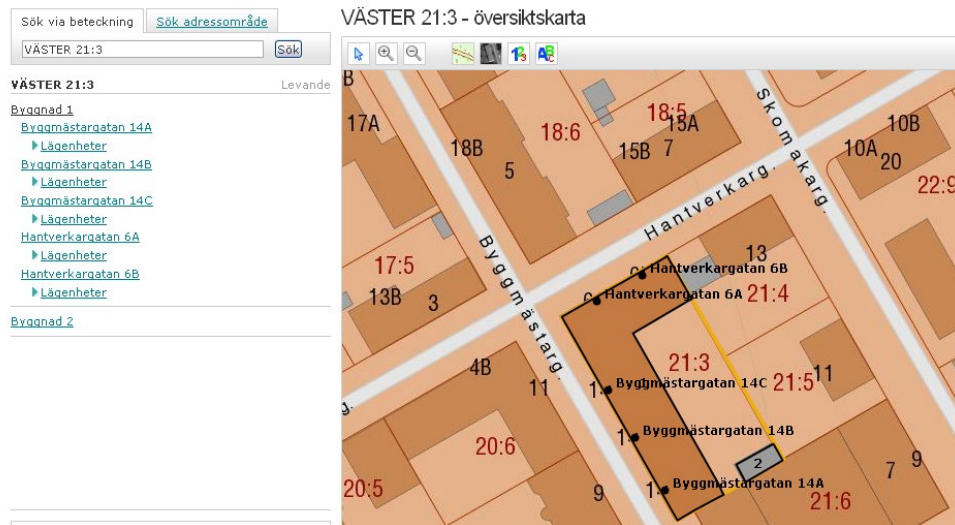 Sök via beteckning
Sök adressområde
VÄSTER 21:3
Sök
VÄSTER 21:3
Levande
Byggnad 1
Byggmästargatan 14A
Lägenheter
Byggmästargatan 14B
Lägenheter
Byggmästargatan 14C
Lägenheter
Hantverkargatan 6A
Lägenheter
Hantverkargatan 6B
Lägenheter
Byggnad 2
VÄSTER 21:3 - översiktskarta
B
17A
18B
5
18:6
18:5
15A
15B
7
Skomakarg.
10B
10A
20
22:9
Hantverkarg.
Byggmästarg.
17:5
13B
3
13
Hantverkargatan 6B
Hantverkargatan 6A
21:4
4B
11
21:3
Byggmästargatan 14C
21:5
11
g.
20:6
Byggmästargatan 14B
2
20:5
9
Byggmästargatan 14A
21:6
7
9